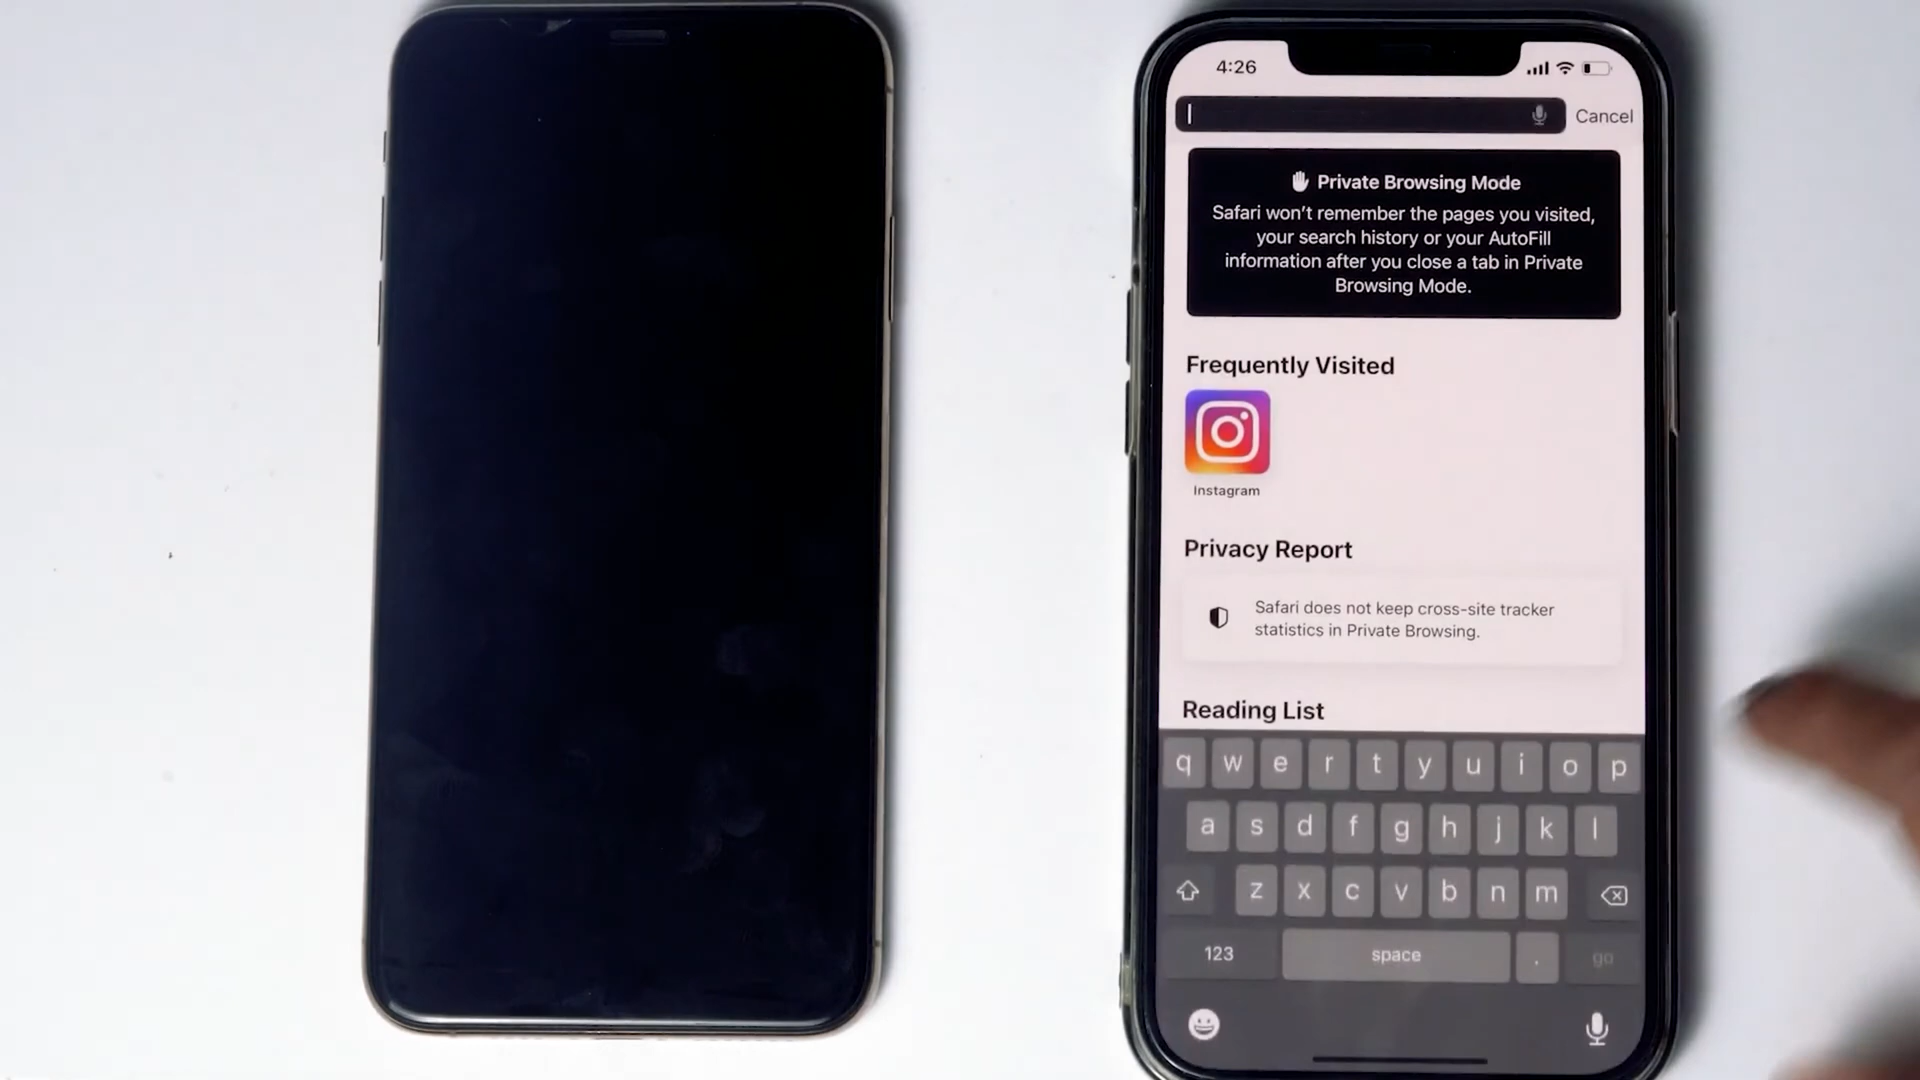 4:26
Cancel
Private Browsing Mode
Safari won't remember the pages you visited,
your search history or your AutoFill
information after you close a tab in Private
Browsing Mode.
Frequently Visited
Instagram
Privacy Report
Safari does not keep cross-site tracker
statistics in Private Browsing.
Reading List
q w e r t y u i o p
a s d f g h j k l
z x c v b n m
123 space . go